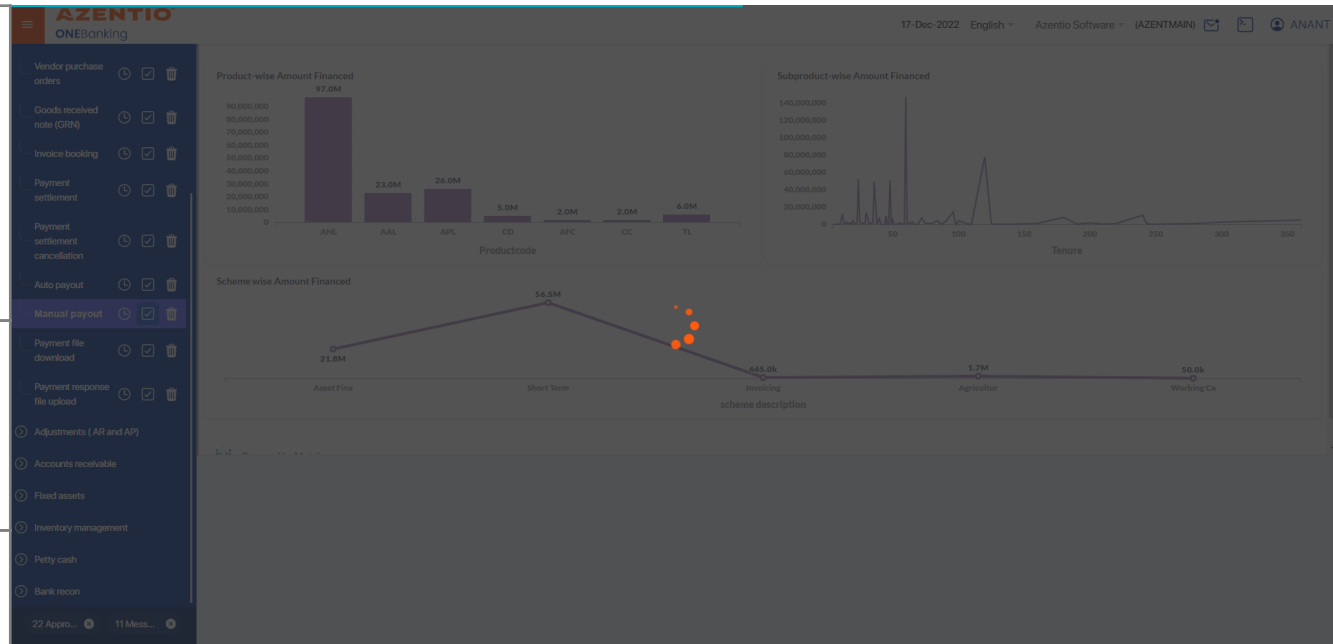 AZENTIO
ONEBanking
17-Dec-2022 English Azentio Software (AZENTMAIN) ANANT
Vendor purchase
orders
Goods received
note (GRN)
Invoice booking
Payment
settlement
Payment
settlement
cancellation
Auto payout
Manual payout
Payment file
download
Payment response
file upload
Adjustments ( AR and AP)
Accounts receivable
Fixed assets
Inventory management
Petty cash
Bank recon
22 Appro...
11 Mess...
Product-wise Amount Financed
97.0M
90,000,000
80,000,000
70,000,000
60,000,000
50,000,000
40,000,000
30,000,000
20,000,000
10,000,000
0
23.0M
26.0M
5.0M
2.0M
2.0M
6.0M
AHL AAL APL CD AFC CC TL
Productcode
Subproduct-wise Amount Financed
140,000,000
120,000,000
100,000,000
80,000,000
60,000,000
40,000,000
20,000,000
0
50 100 150 200 250 300 350
Tenure
Scheme wise Amount Financed
21.8M
56.5M
645.0k
1.7M
50.0k
Asset Fina Short Term Invoicing Agricultur Working Ca
scheme description